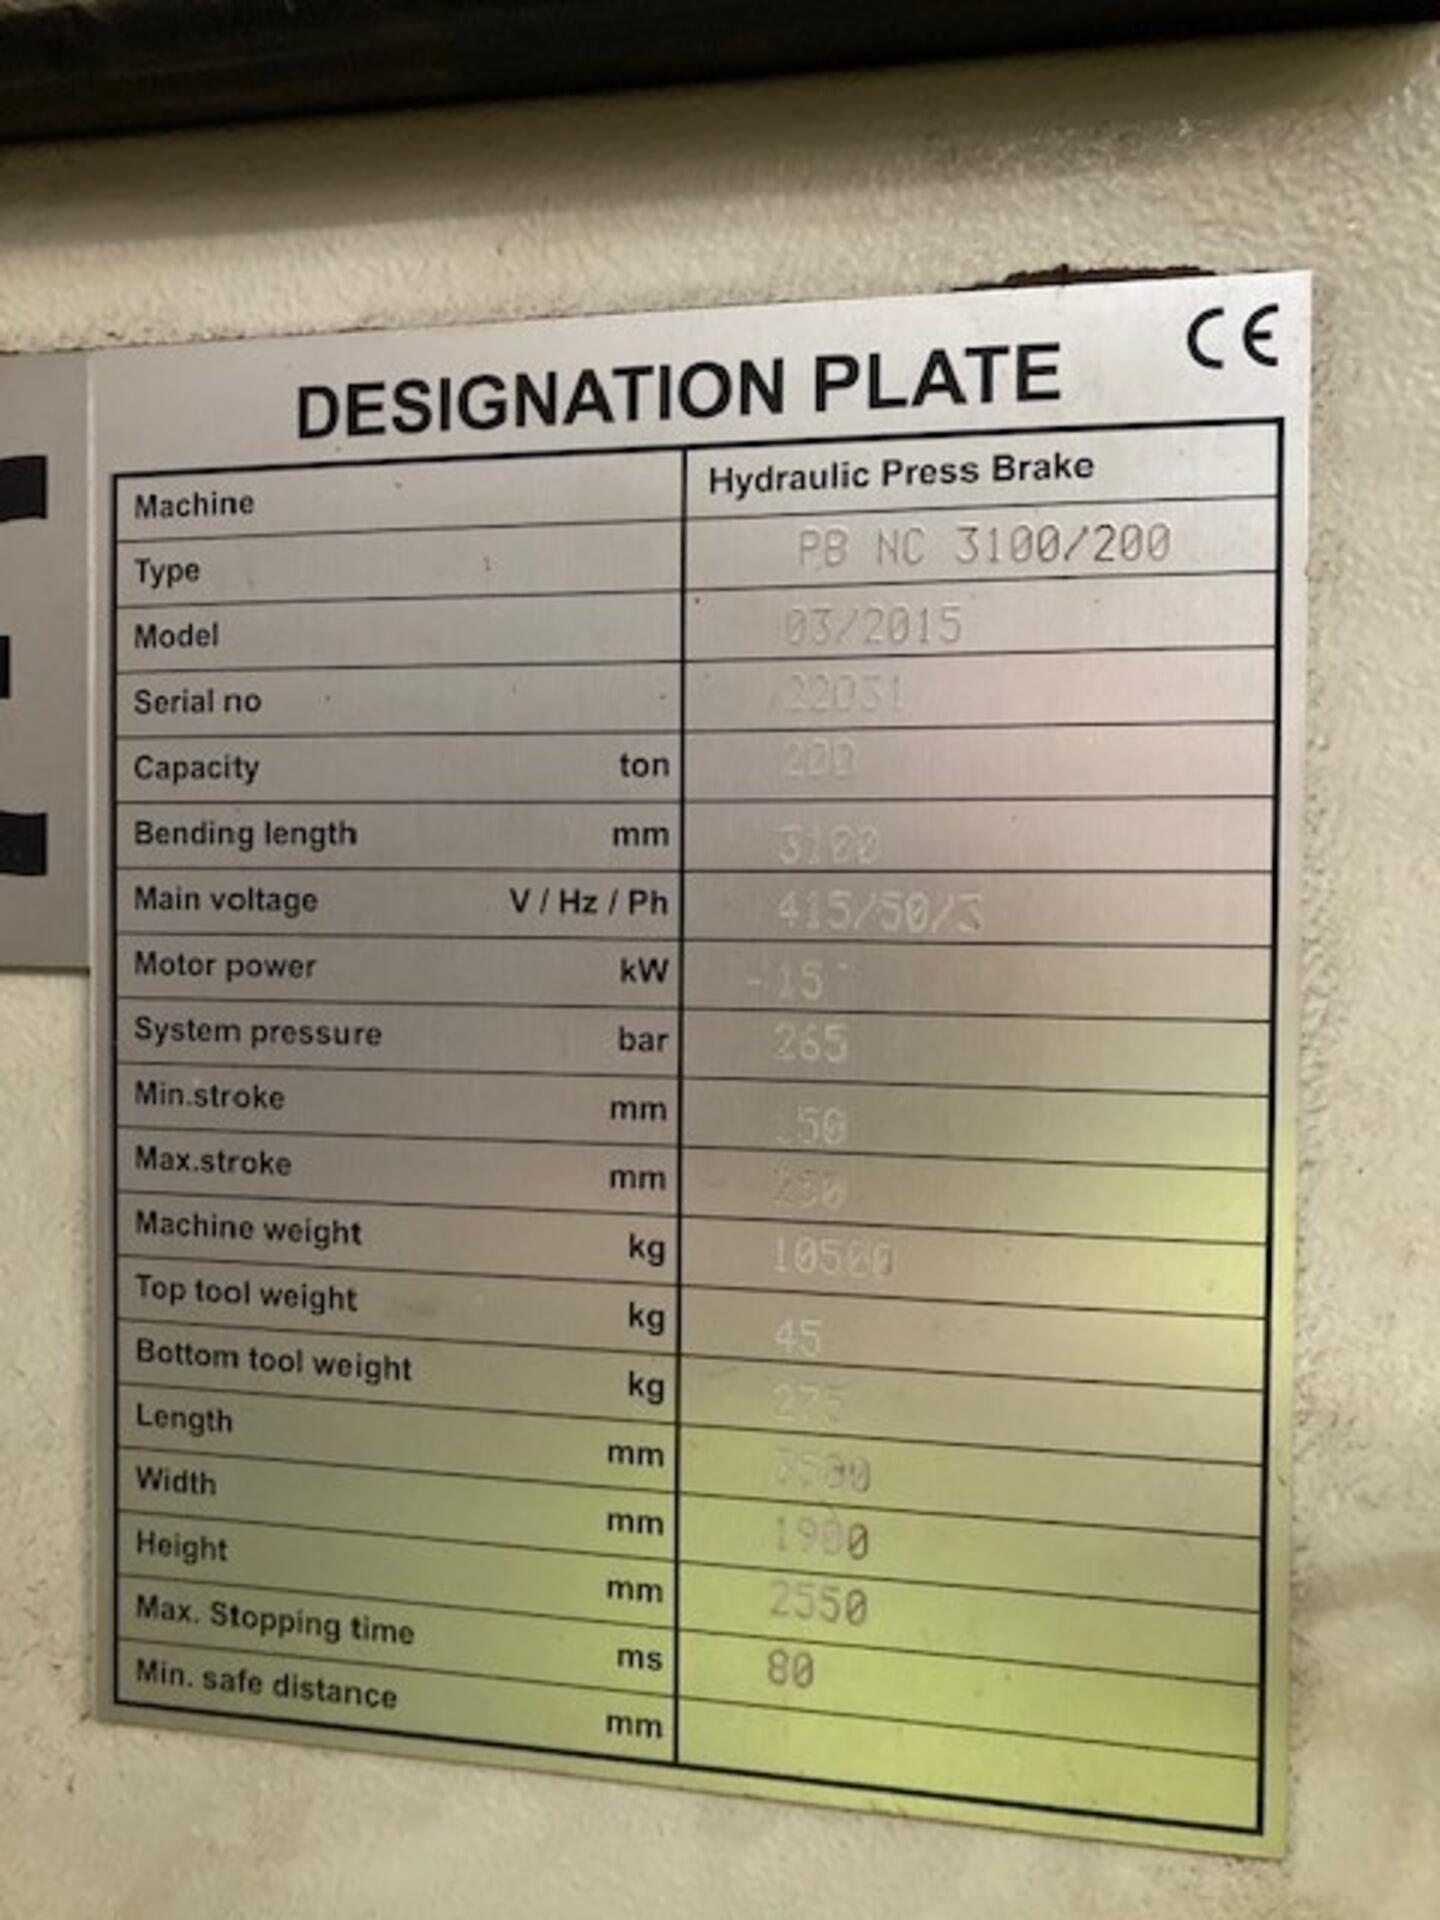 CE
DESIGNATION PLATE
Machine Hydraulic Press Brake
Type PB NC 3100/200
Model 03/2015
Serial no 22031
Capacity ton 200
Bending length mm 3100
Main voltage V / Hz / Ph 415/50/3
Motor power kW 15
System pressure bar 265
Min.stroke mm
Max.stroke mm
Machine weight kg 10500
Top tool weight kg 45
Bottom tool weight kg 275
Length mm
Width mm 1900
Height mm 2550
Max. Stopping time ms 80
Min. safe distance mm